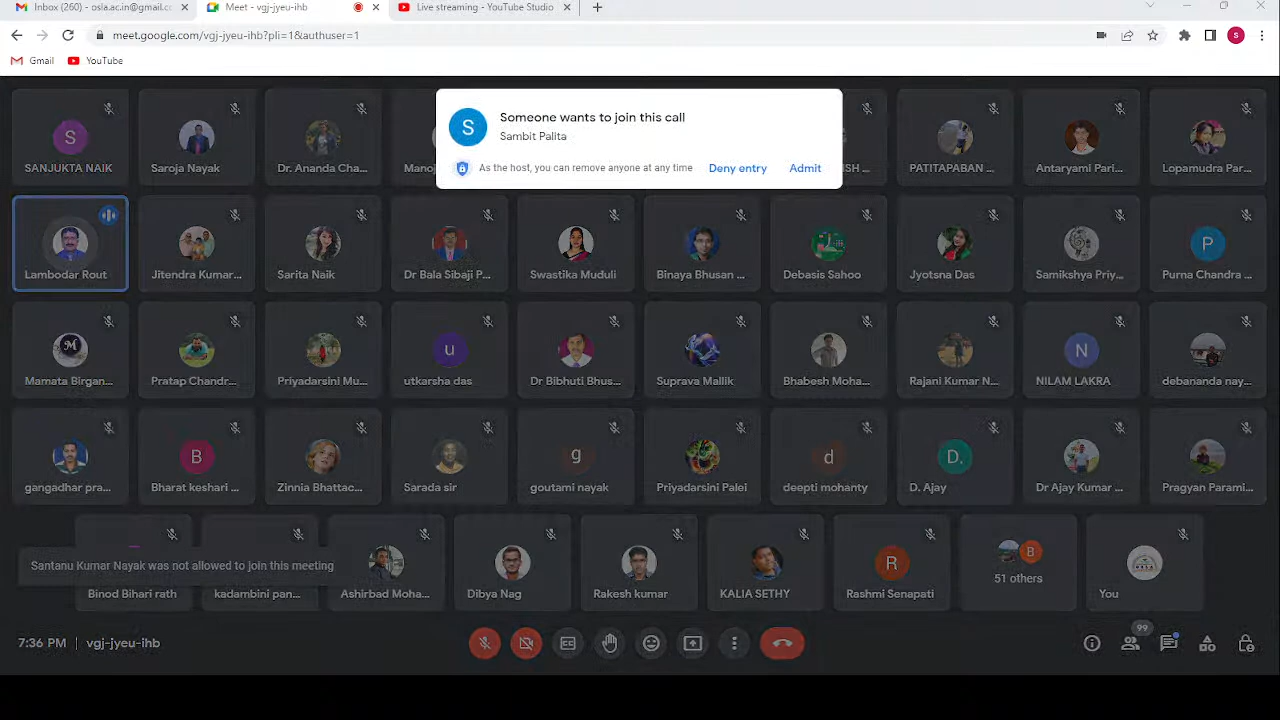 Inbox (260) - osla.ac.in@gmail.c
Meet - vgj-jyeu-ihb
Live streaming - YouTube Studio
meet.google.com/vgj-jyeu-ihb?pli=1&authuser=1
S
Gmail
YouTube
S
Someone wants to join this call
Sambit Palita
As the host, you can remove anyone at any time
Deny entry
Admit
S
SANJUKTA NAIK
Saroja Nayak
Dr. Ananda Cha...
Manoj
SH ...
PATITAPABAN ...
Antaryami Pari...
Lopamudra Par...
Lambodar Rout
Jitendra Kumar...
Sarita Naik
Dr Bala Sibaji P...
Swastika Muduli
Binaya Bhusan ...
Debasis Sahoo
Jyotsna Das
Samikshya Priy...
P
Purna Chandra ...
M
Mamata Birgan...
Pratap Chandr...
Priyadarsini Mu...
u
utkarsha das
Dr Bibhuti Bhus...
Suprava Mallik
Bhabesh Moha...
Rajani Kumar N...
N
NILAM LAKRA
debananda nay...
gangadhar pra...
B
Bharat keshari ...
Zinnia Bhattac...
Sarada sir
g
goutami nayak
Priyadarsini Palei
d
deepti mohanty
D.
D. Ajay
Dr Ajay Kumar ...
Pragyan Parami...
Santanu Kumar Nayak was not allowed to join this meeting
Binod Bihari rath
kadambini pan...
Ashirbad Moha...
Dibya Nag
Rakesh kumar
KALIA SETHY
R
Rashmi Senapati
B
51 others
You
7:36 PM
vgj-jyeu-ihb
99